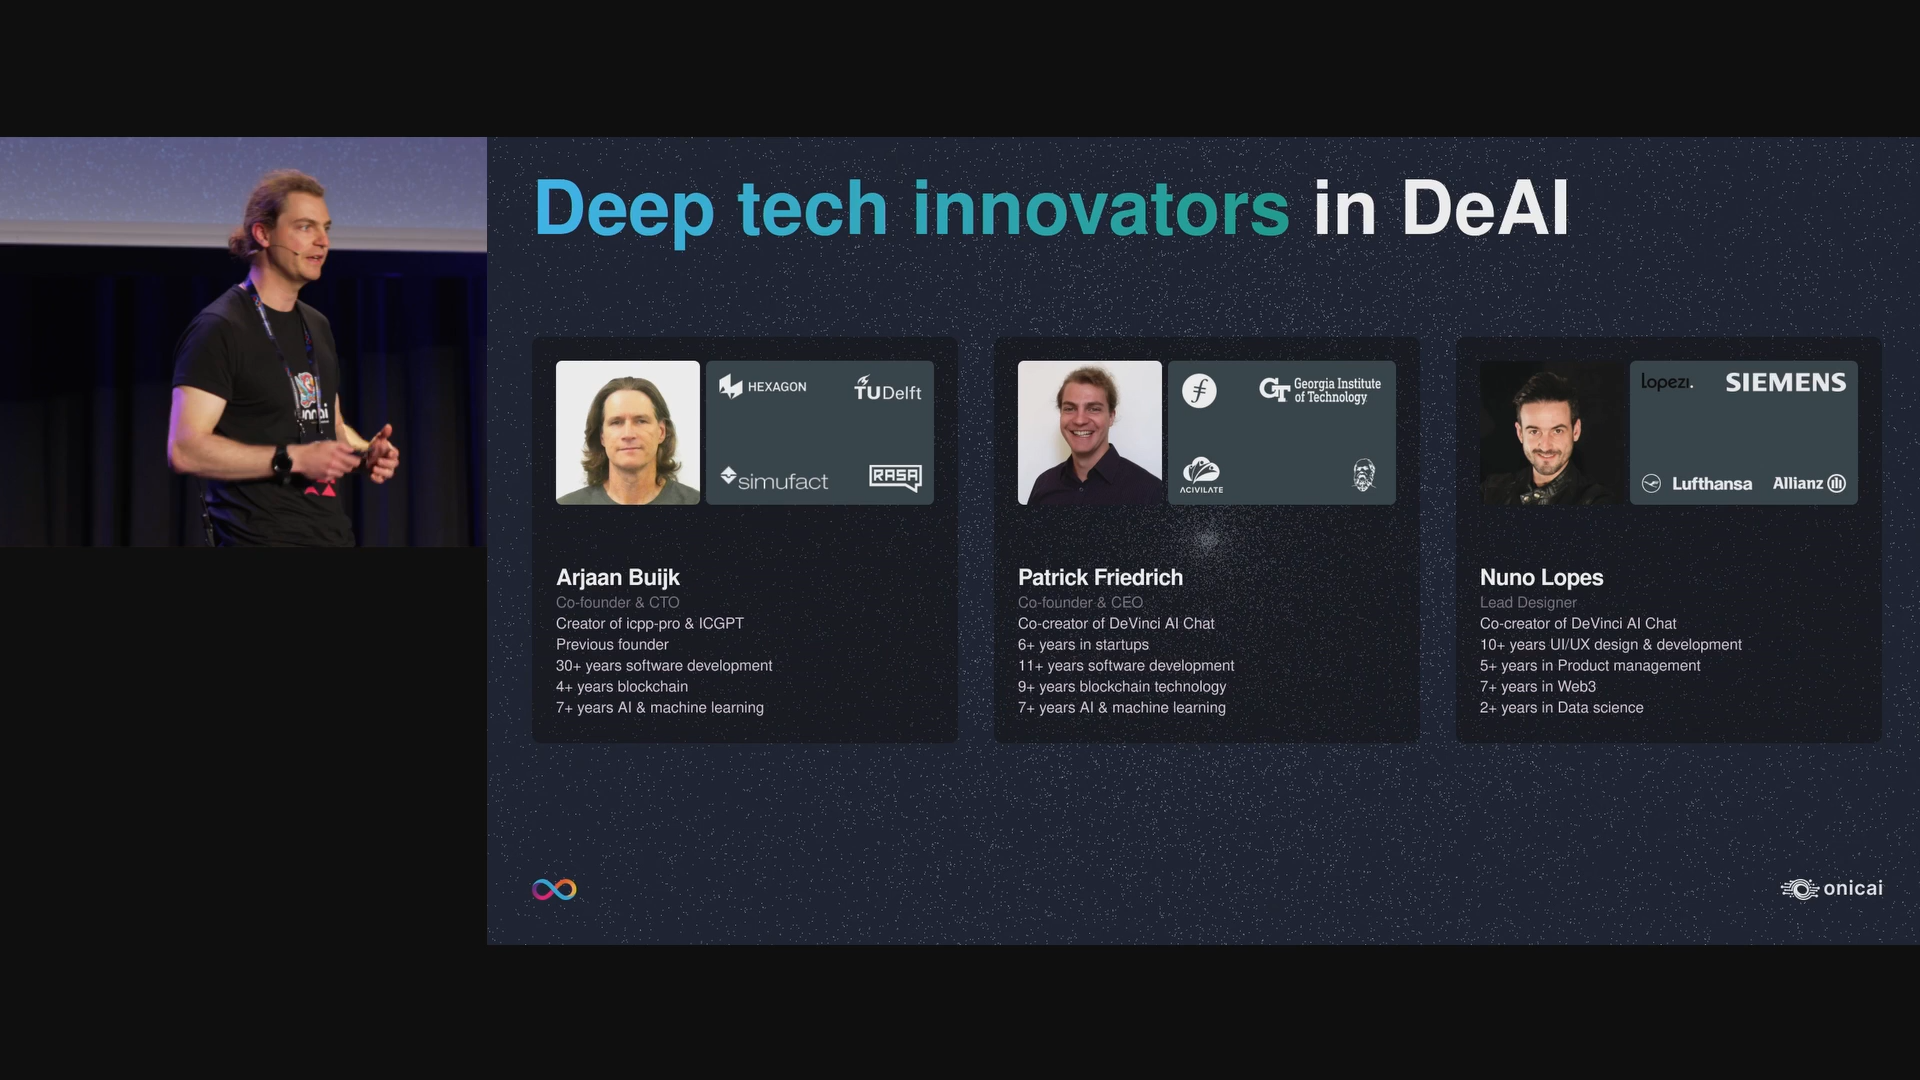 Deep tech innovators in DeAI
HEXAGON
TUDelft
simufact
RASA
Arjaan Buijk
Co-founder & CTO
Creator of icpp-pro & ICGPT
Previous founder
30+ years software development
4+ years blockchain
7+ years AI & machine learning
GT Georgia Institute
of Technology
ACIVILATE
Patrick Friedrich
Co-founder & CEO
Co-creator of DeVinci AI Chat
6+ years in startups
11+ years software development
9+ years blockchain technology
7+ years AI & machine learning
lopezi.
SIEMENS
Lufthansa
Allianz
Nuno Lopes
Lead Designer
Co-creator of DeVinci AI Chat
10+ years UI/UX design & development
5+ years in Product management
7+ years in Web3
2+ years in Data science
onicai